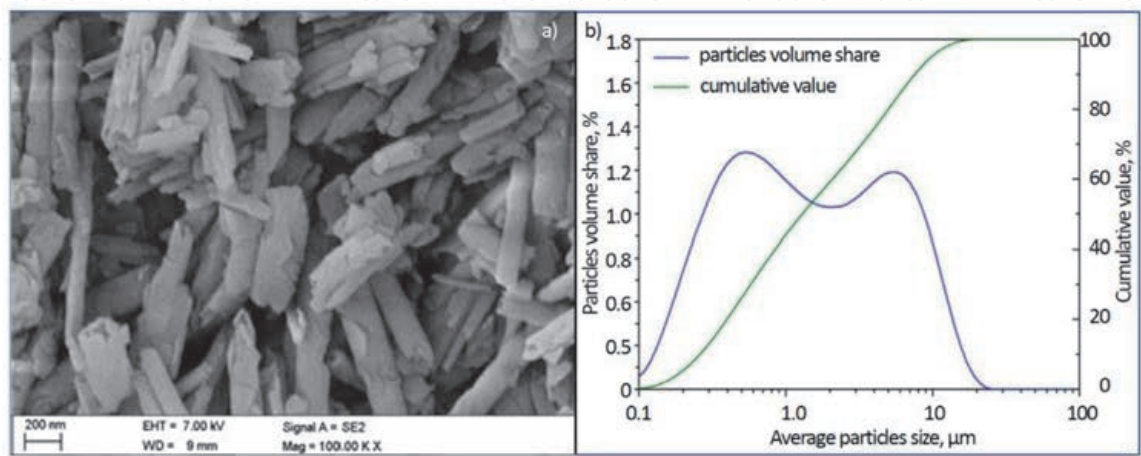 a)
200 nm
EHT = 7.00 kV
Signal A = SE2
WD = 9 mm
Mag = 100.00 K X
b)
particles volume share
cumulative value
Particles volume share, %
1.8
1.6
1.4
1.2
1.0
0.8
0.6
0.5
0
Cumulative value, %
100
80
60
40
20
0
0.1
1.0
10
100
Average particles size, µm